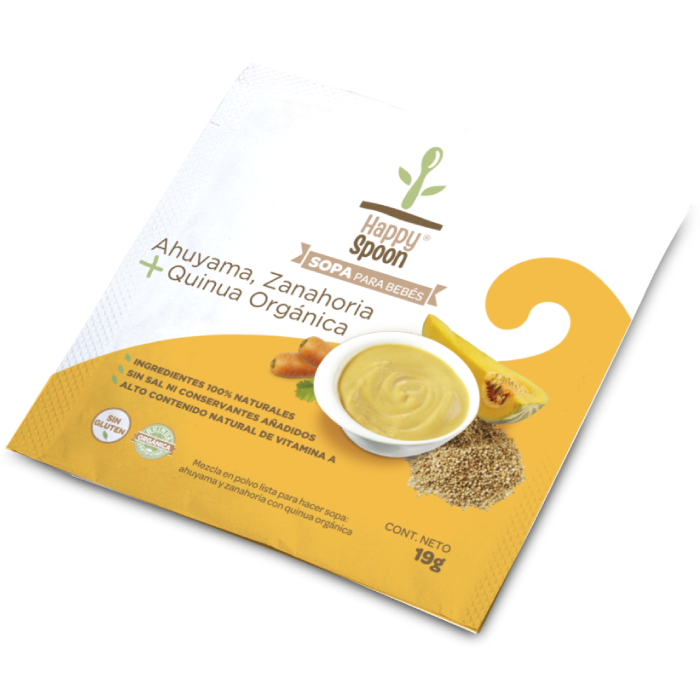 Happy®
Spoon
SOPA PARA BEBÉS
Ahuyama, Zanahoria
+ Quinua Orgánica
INGREDIENTES 100% NATURALES
SIN SAL NI CONSERVANTES AÑADIDOS
ALTO CONTENIDO NATURAL DE VITAMINA A
SIN
GLUTEN
ORGÁNICA
Mezcla en polvo lista para hacer sopa:
ahuyama y zanahoria con quinua orgánica
CONT. NETO
19g